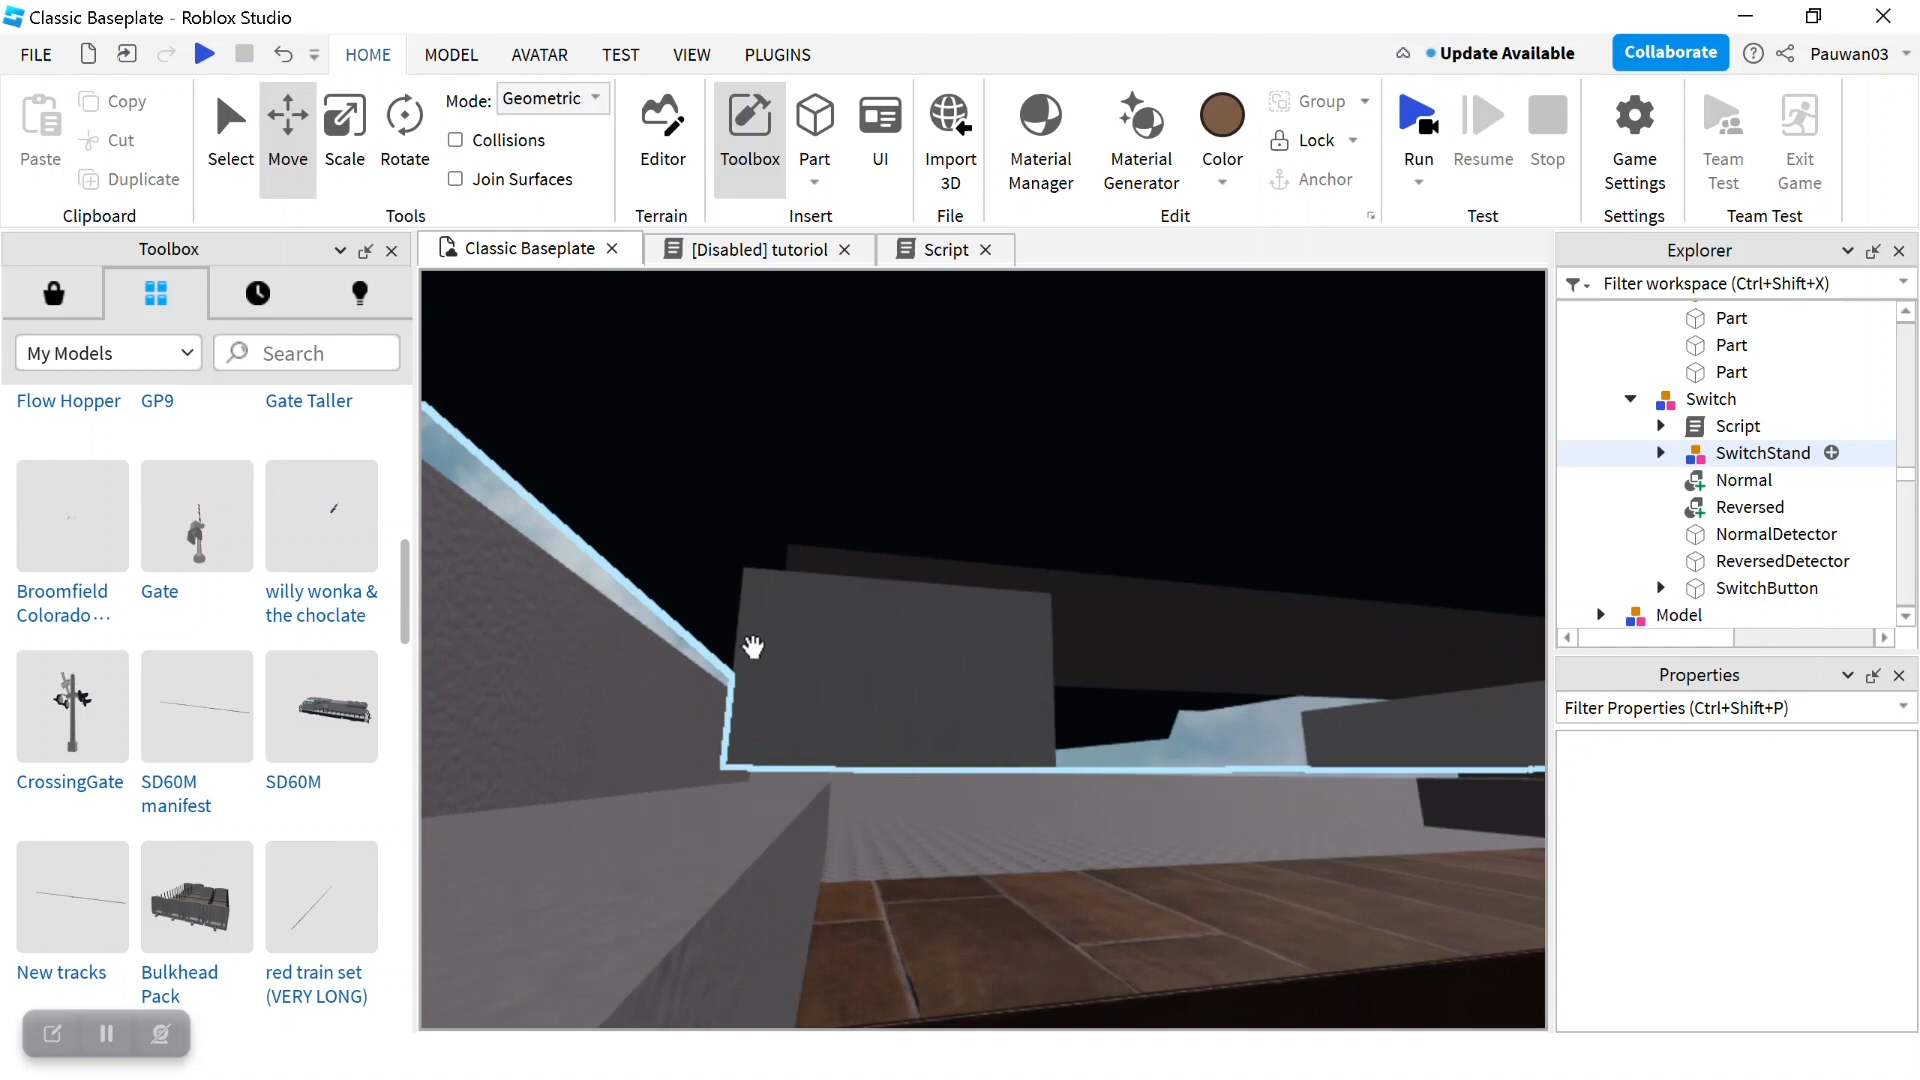 Classic Baseplate - Roblox Studio
FILE
HOME
MODEL
AVATAR
TEST
VIEW
PLUGINS
Update Available
Collaborate
Pauwan03
Paste
Copy
Cut
Duplicate
Clipboard
Select
Move
Scale
Rotate
Mode: Geometric
Collisions
Join Surfaces
Tools
Editor
Terrain
Toolbox
Part
UI
Insert
Import
3D
File
Material
Manager
Material
Generator
Color
Group
Lock
Anchor
Edit
Run
Resume
Stop
Test
Game
Settings
Settings
Team
Test
Exit
Game
Team Test
Toolbox
My Models
Search
Flow Hopper
GP9
Gate Taller
Broomfield
Colorado...
Gate
willy wonka &
the choclate
CrossingGate
SD60M
manifest
SD60M
New tracks
Bulkhead
Pack
red train set
(VERY LONG)
Classic Baseplate
[Disabled] tutoriol
Script
Explorer
Filter workspace (Ctrl+Shift+X)
Part
Part
Part
Switch
Script
SwitchStand
Normal
Reversed
NormalDetector
ReversedDetector
SwitchButton
Model
Properties
Filter Properties (Ctrl+Shift+P)